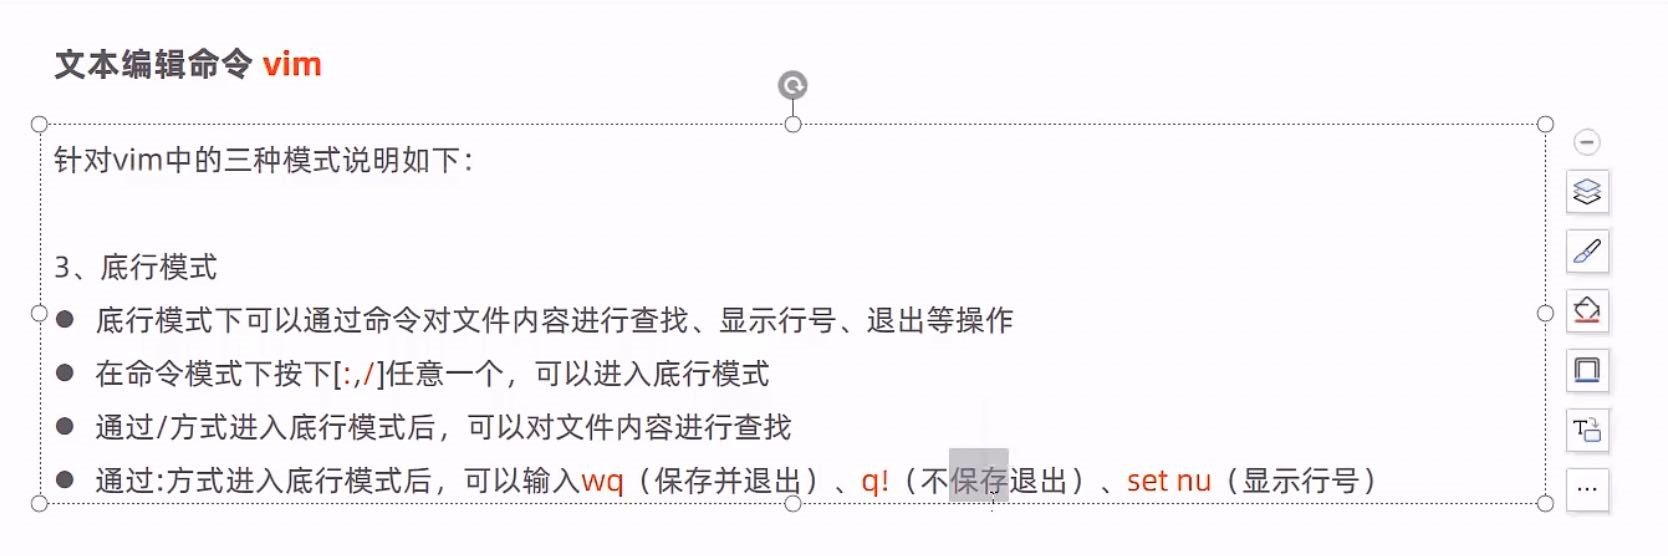 文本编辑命令 vim
针对vim中的三种模式说明如下：
3、底行模式
● 底行模式下可以通过命令对文件内容进行查找、显示行号、退出等操作
● 在命令模式下按下[:,/]任意一个，可以进入底行模式
● 通过/方式进入底行模式后，可以对文件内容进行查找
● 通过:方式进入底行模式后，可以输入wq（保存并退出）、q!（不保存退出）、set nu（显示行号）